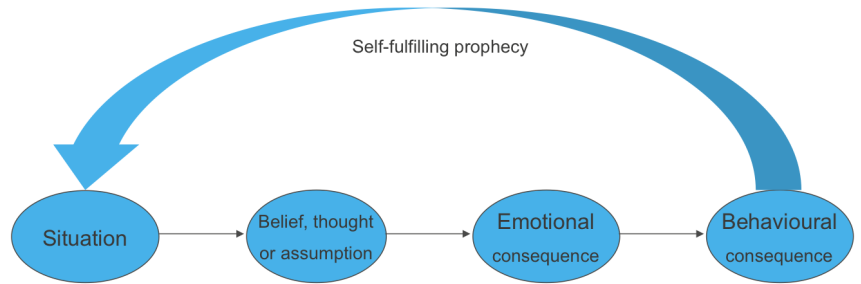 Self-fulfilling prophecy
Situation
Belief, thought
or assumption
Emotional
consequence
Behavioural
consequence